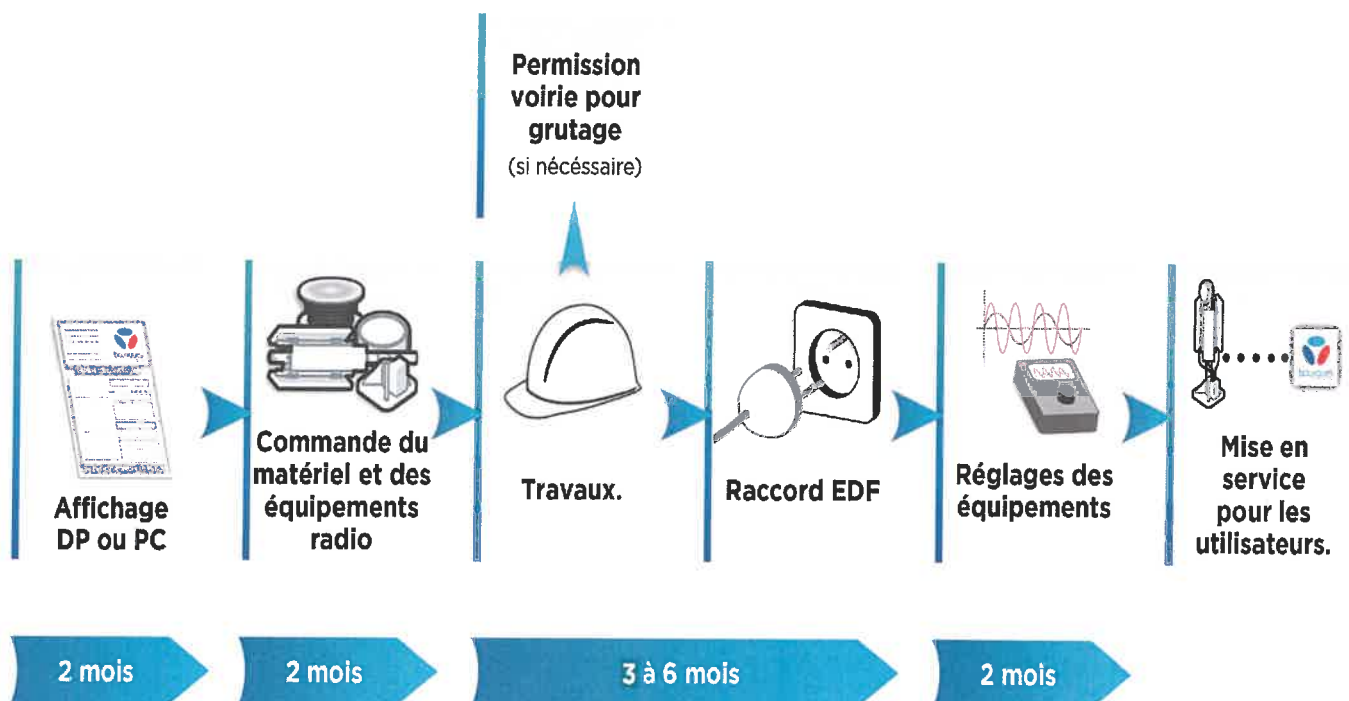 Permission
voirie pour
grutage
(si nécéssaire)
bouygues
Affichage
DP ou PC
Commande du
matériel et des
équipements
radio
Travaux.
Raccord EDF
Réglages des
équipements
bouygues
Mise en
service
pour les
utilisateurs.
2 mois
2 mois
3 à 6 mois
2 mois